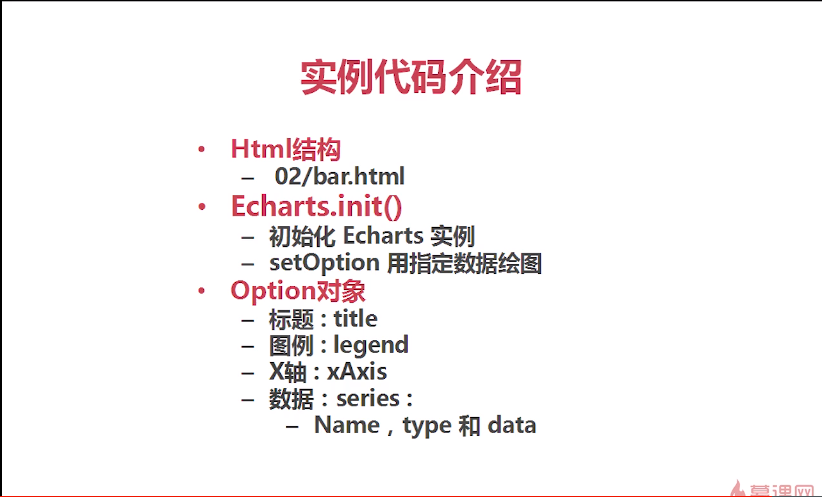 实例代码介绍
• Html结构
– 02/bar.html
• Echarts.init()
– 初始化 Echarts 实例
– setOption 用指定数据绘图
• Option对象
– 标题：title
– 图例：legend
– X轴：xAxis
– 数据：series：
– Name，type 和 data
慕课网